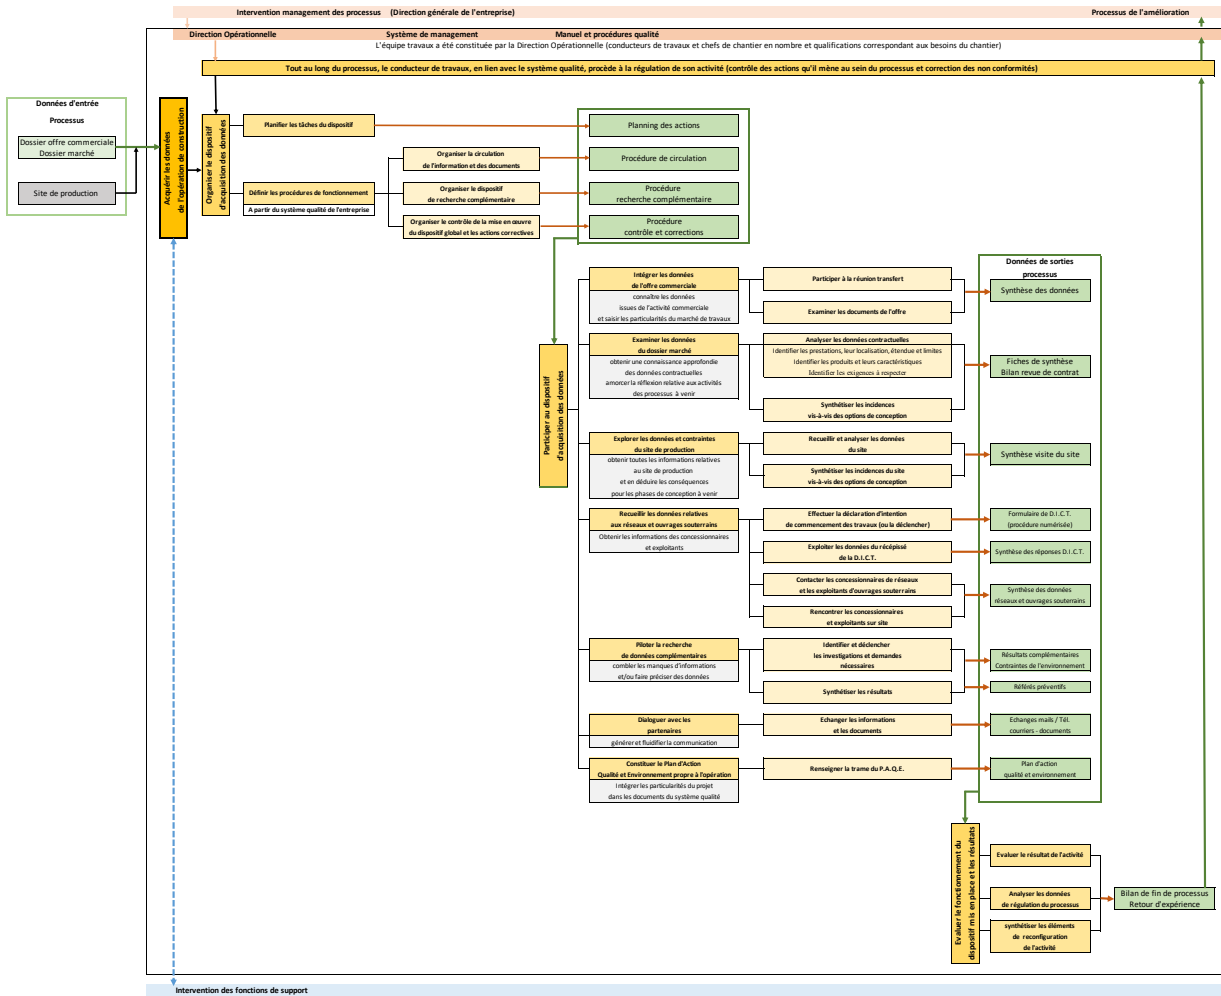 Intervention management des processus (Direction générale de l'entreprise)
Processus de l'amélioration
Direction Opérationnelle
Système de management
Manuel et procédures qualité
L'équipe travaux a été constituée par la Direction Opérationnelle (conducteurs de travaux et chefs de chantier en nombre et qualifications correspondant aux besoins du chantier)
Tout au long du processus, le conducteur de travaux, en lien avec le système qualité, procède à la régulation de son activité (contrôle des actions qu'il mène au sein du processus et correction des non conformités)
Données d'entrée
Processus
Dossier offre commerciale
Dossier marché
Site de production
Acquérir les données
de l'opération de construction
Organiser le dispositif
d'acquisition des données
Planifier les tâches du dispositif
Définir les procédures de fonctionnement
A partir du système qualité de l'entreprise
Organiser la circulation
de l'information et des documents
Organiser le dispositif
de recherche complémentaire
Organiser le contrôle de la mise en œuvre
du dispositif global et les actions correctives
Planning des actions
Procédure de circulation
Procédure
recherche complémentaire
Procédure
contrôle et corrections
Participer au dispositif
d'acquisition des données
Intégrer les données
de l'offre commerciale
connaître les données
issues de l'activité commerciale
et saisir les particularités du marché de travaux
Participer à la réunion transfert
Examiner les documents de l'offre
Données de sorties
processus
Synthèse des données
Examiner les données
du dossier marché
obtenir une connaissance approfondie
des données contractuelles
amorcer la réflexion relative aux activités
des processus à venir
Analyser les données contractuelles
Identifier les prestations, leur localisation, étendue et limites
Identifier les produits et leurs caractéristiques
Identifier les exigences à respecter
Synthétiser les incidences
vis-à-vis des options de conception
Fiches de synthèse
Bilan revue de contrat
Explorer les données et contraintes
du site de production
obtenir toutes les informations relatives
au site de production
et en déduire les conséquences
pour les phases de conception à venir
Recueillir et analyser les données
du site
Synthétiser les incidences du site
vis-à-vis des options de conception
Synthèse visite du site
Recueillir les données relatives
aux réseaux et ouvrages souterrains
Obtenir les informations des concessionnaires
et exploitants
Effectuer la déclaration d'intention
de commencement des travaux (ou la déclencher)
Exploiter les données du récépissé
de la D.I.C.T.
Contacter les concessionnaires de réseaux
et les exploitants d'ouvrages souterrains
Rencontrer les concessionnaires
et exploitants sur site
Formulaire de D.I.C.T.
(procédure numérisée)
Synthèse des réponses D.I.C.T.
Synthèse des données
réseaux et ouvrages souterrains
Piloter la recherche
de données complémentaires
combler les manques d'informations
et/ou faire préciser des données
Identifier et déclencher
les investigations et demandes
nécessaires
Synthétiser les résultats
Résultats complémentaires
Contraintes de l'environnement
Référés préventifs
Dialoguer avec les
partenaires
générer et fluidifier la communication
Echanger les informations
et les documents
Echanges mails / Tél.
courriers - documents
Constituer le Plan d'Action
Qualité et Environnement propre à l'opération
Intégrer les particularités du projet
dans les documents du système qualité
Renseigner la trame du P.A.Q.E.
Plan d'action
qualité et environnement
Evaluer le fonctionnement du
dispositif mis en place et les résultats
Evaluer le résultat de l'activité
Analyser les données
de régulation du processus
synthétiser les éléments
de reconfiguration
de l'activité
Bilan de fin de processus
Retour d'expérience
Intervention des fonctions de support